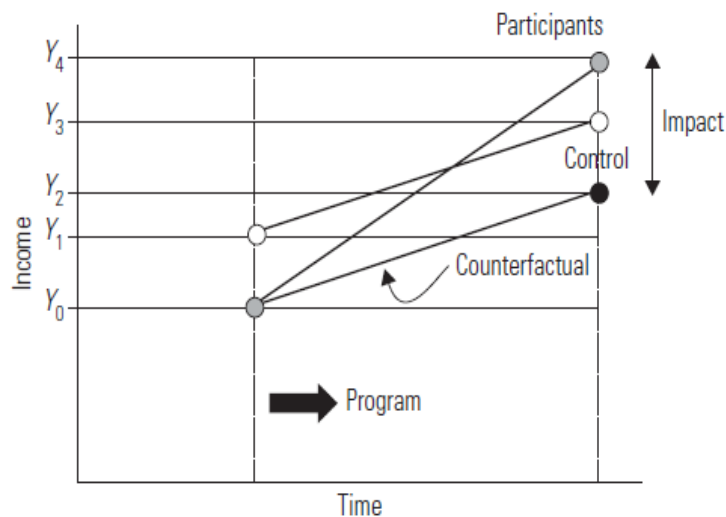 Participants
Y4
Y3
Impact
Control
Y2
Y1
Income
Counterfactual
Y0
Program
Time